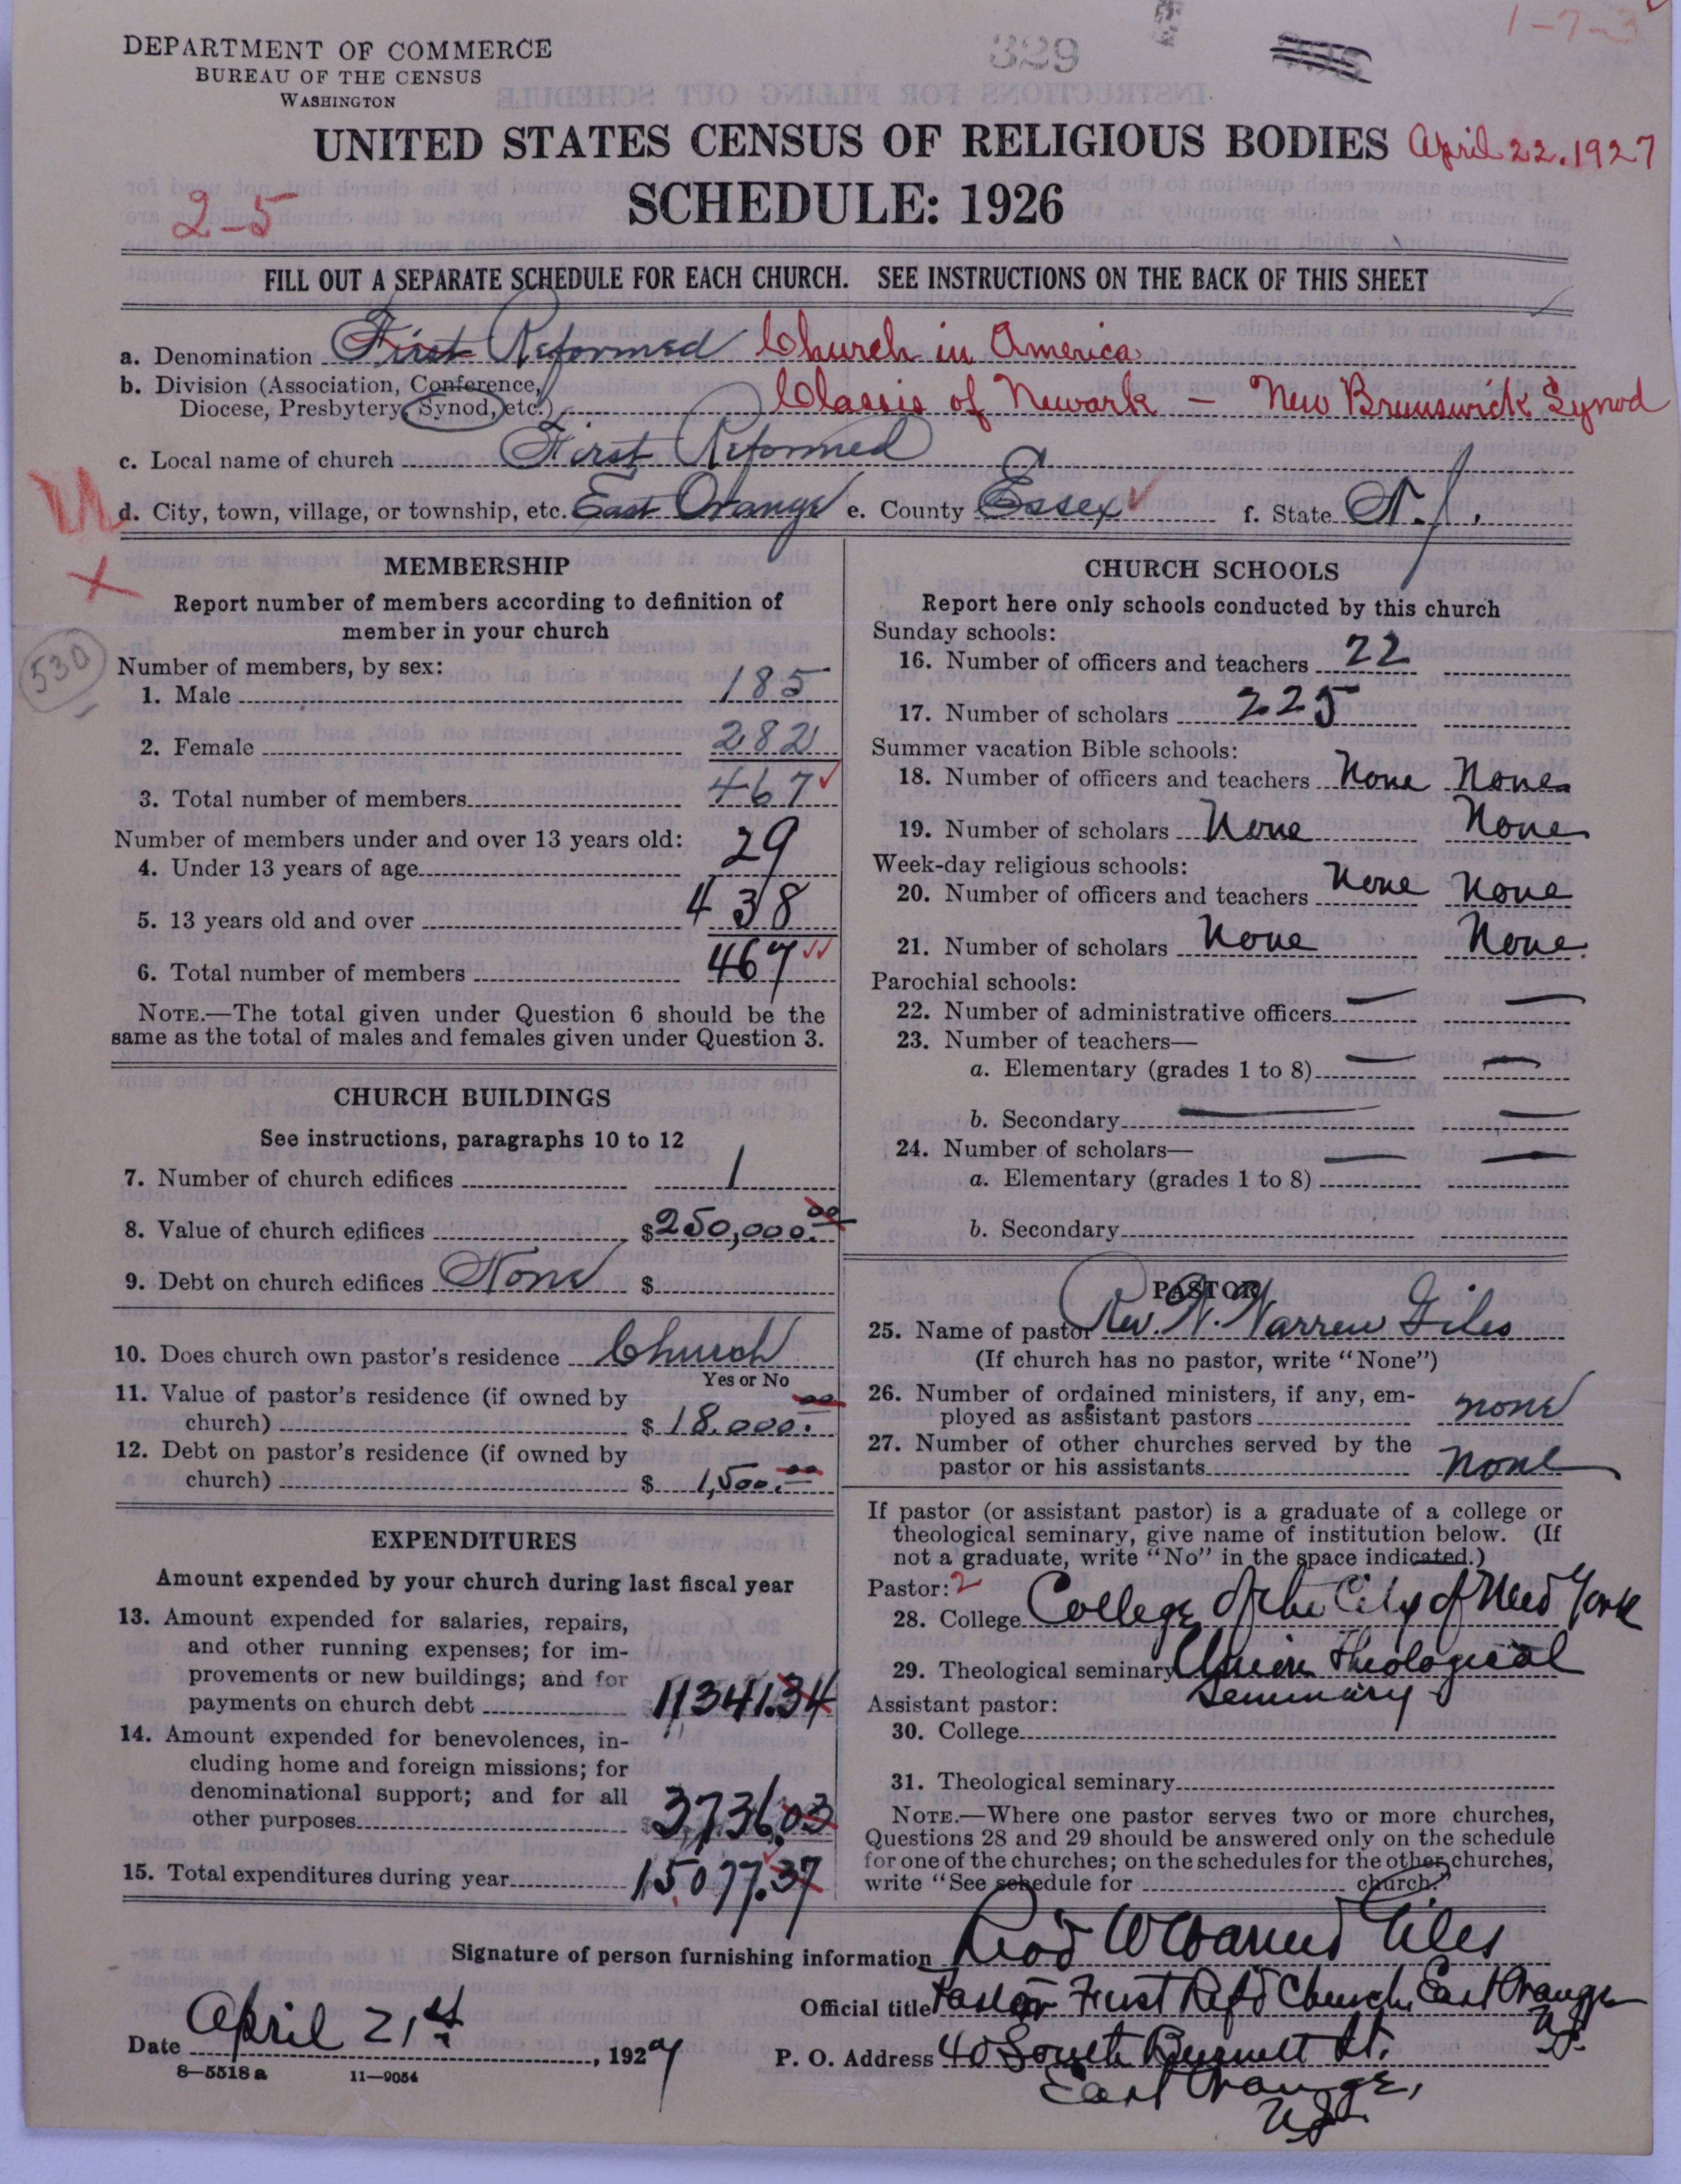 DEPARTMENT OF COMMERCE
BUREAU OF THE CENSUS
WASHINGTON
329
1-7-3
UNITED STATES CENSUS OF RELIGIOUS BODIES April 22.1927
SCHEDULE: 1926
2-5
FILL OUT A SEPARATE SCHEDULE FOR EACH CHURCH. SEE INSTRUCTIONS ON THE BACK OF THIS SHEET
a. Denomination First Reformed Church in America
b. Division (Association, Conference,
Diocese, Presbytery, Synod, etc.) Classis of Newark - New Brunswick Synod
c. Local name of church First Reformed
d. City, town, village, or township, etc. East Orange e. County Essex f. State N.J.
MEMBERSHIP
Report number of members according to definition of
member in your church
530
Number of members, by sex:
1. Male 185
2. Female 282
3. Total number of members 467
Number of members under and over 13 years old:
4. Under 13 years of age 29
5. 13 years old and over 438
6. Total number of members 467
NOTE.—The total given under Question 6 should be the
same as the total of males and females given under Question 3.
CHURCH BUILDINGS
See instructions, paragraphs 10 to 12
7. Number of church edifices 1
8. Value of church edifices $250,000.00
9. Debt on church edifices None $
10. Does church own pastor's residence Church
Yes or No
11. Value of pastor's residence (if owned by
church) $ 18,000.00
12. Debt on pastor's residence (if owned by
church) $ 1,500.00
EXPENDITURES
Amount expended by your church during last fiscal year
13. Amount expended for salaries, repairs,
and other running expenses; for im-
provements or new buildings; and for
payments on church debt 11341.34
14. Amount expended for benevolences, in-
cluding home and foreign missions; for
denominational support; and for all
other purposes 3736.03
15. Total expenditures during year 15077.37
CHURCH SCHOOLS
Report here only schools conducted by this church
Sunday schools:
16. Number of officers and teachers 22
17. Number of scholars 225
Summer vacation Bible schools:
18. Number of officers and teachers None None
19. Number of scholars None None
Week-day religious schools:
20. Number of officers and teachers None None
21. Number of scholars None None.
Parochial schools:
22. Number of administrative officers
23. Number of teachers—
a. Elementary (grades 1 to 8)
b. Secondary
24. Number of scholars—
a. Elementary (grades 1 to 8)
b. Secondary
PASTOR
25. Name of pastor Rev. W. Warren Giles
(If church has no pastor, write "None")
26. Number of ordained ministers, if any, em-
ployed as assistant pastors none
27. Number of other churches served by the
pastor or his assistants none
If pastor (or assistant pastor) is a graduate of a college or
theological seminary, give name of institution below. (If
not a graduate, write "No" in the space indicated.)
Pastor: 2
28. College College of the City of New York
29. Theological seminary Union Theological
Seminary
Assistant pastor:
30. College
31. Theological seminary
NOTE.—Where one pastor serves two or more churches,
Questions 28 and 29 should be answered only on the schedule
for one of the churches; on the schedules for the other churches,
write "See schedule for church."
Signature of person furnishing information Warren Giles
Official title Pastor First Ref'd Church, East Orange
N.J.
Date April 21st, 1927
P. O. Address 40 South Burnett St.
East Orange,
N.J.
8—5518a 11—9054